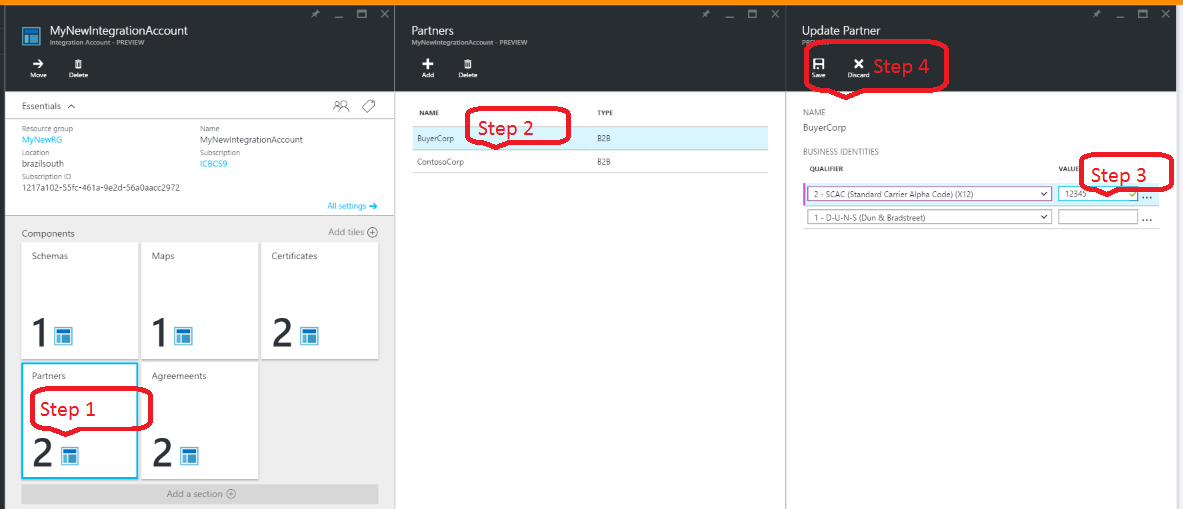 MyNewIntegrationAccount
Integration Account - PREVIEW
Move
Delete
Essentials
Resource group
MyNewRG
Name
MyNewIntegrationAccount
Location
brazilsouth
Subscription
ICBCS9
Subscription ID
1217a102-55fc-461a-9e2d-56a0aacc2972
All settings
Components
Add tiles
Schemas
1
Maps
1
Certificates
2
Partners
Step 1
2
Agreemeents
2
Add a section
Partners
MyNewIntegrationAccount - PREVIEW
Add
Delete
NAME TYPE
Step 2
BuyerCorp B2B
ContosoCorp B2B
Update Partner
PREVIEW
Save
Discard
Step 4
NAME
BuyerCorp
BUSINESS IDENTITIES
QUALIFIER VALUE
Step 3
2 - SCAC (Standard Carrier Alpha Code) (X12) 12345 ...
1 - D-U-N-S (Dun & Bradstreet) ...